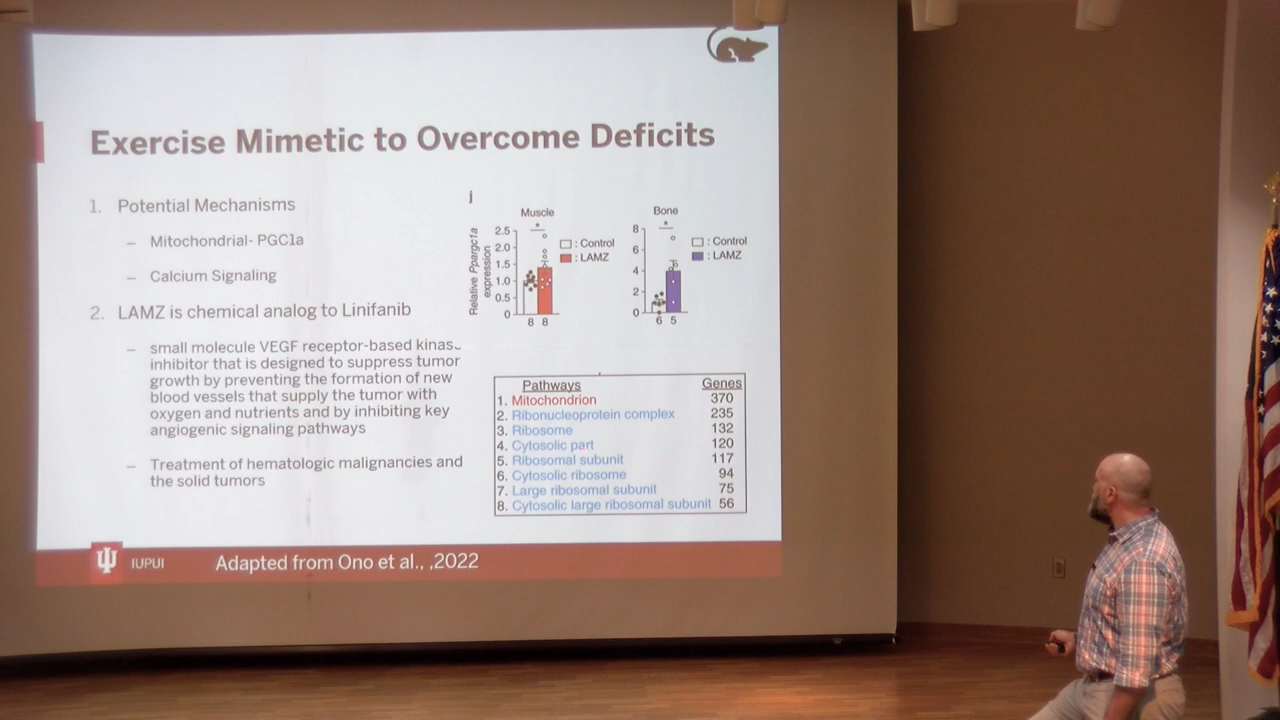 Exercise Mimetic to Overcome Deficits
1. Potential Mechanisms
– Mitochondrial- PGC1a
– Calcium Signaling
2. LAMZ is chemical analog to Linifanib
– small molecule VEGF receptor-based kinase
inhibitor that is designed to suppress tumor
growth by preventing the formation of new
blood vessels that supply the tumor with
oxygen and nutrients and by inhibiting key
angiogenic signaling pathways
– Treatment of hematologic malignancies and
the solid tumors
j
Relative Ppargc1a
expression
Muscle
*
2.5
2.0
1.5
1.0
0.5
0
8 8
: Control
: LAMZ
Bone
*
8
6
4
2
0
6 5
: Control
: LAMZ
Pathways Genes
1. Mitochondrion 370
2. Ribonucleoprotein complex 235
3. Ribosome 132
4. Cytosolic part 120
5. Ribosomal subunit 117
6. Cytosolic ribosome 94
7. Large ribosomal subunit 75
8. Cytosolic large ribosomal subunit 56
IUPUI
Adapted from Ono et al., ,2022